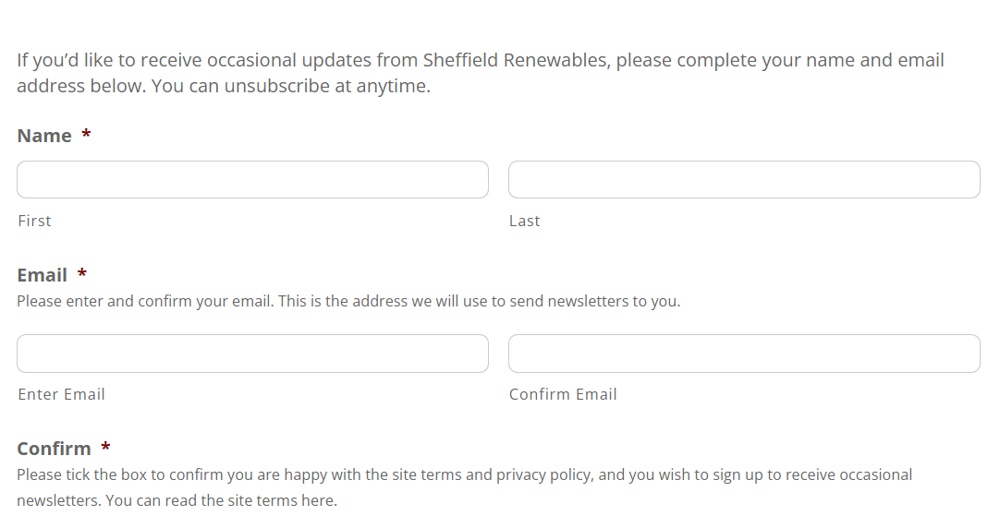 If you’d like to receive occasional updates from Sheffield Renewables, please complete your name and email
address below. You can unsubscribe at anytime.
Name *
First Last
Email *
Please enter and confirm your email. This is the address we will use to send newsletters to you.
Enter Email Confirm Email
Confirm *
Please tick the box to confirm you are happy with the site terms and privacy policy, and you wish to sign up to receive occasional
newsletters. You can read the site terms here.